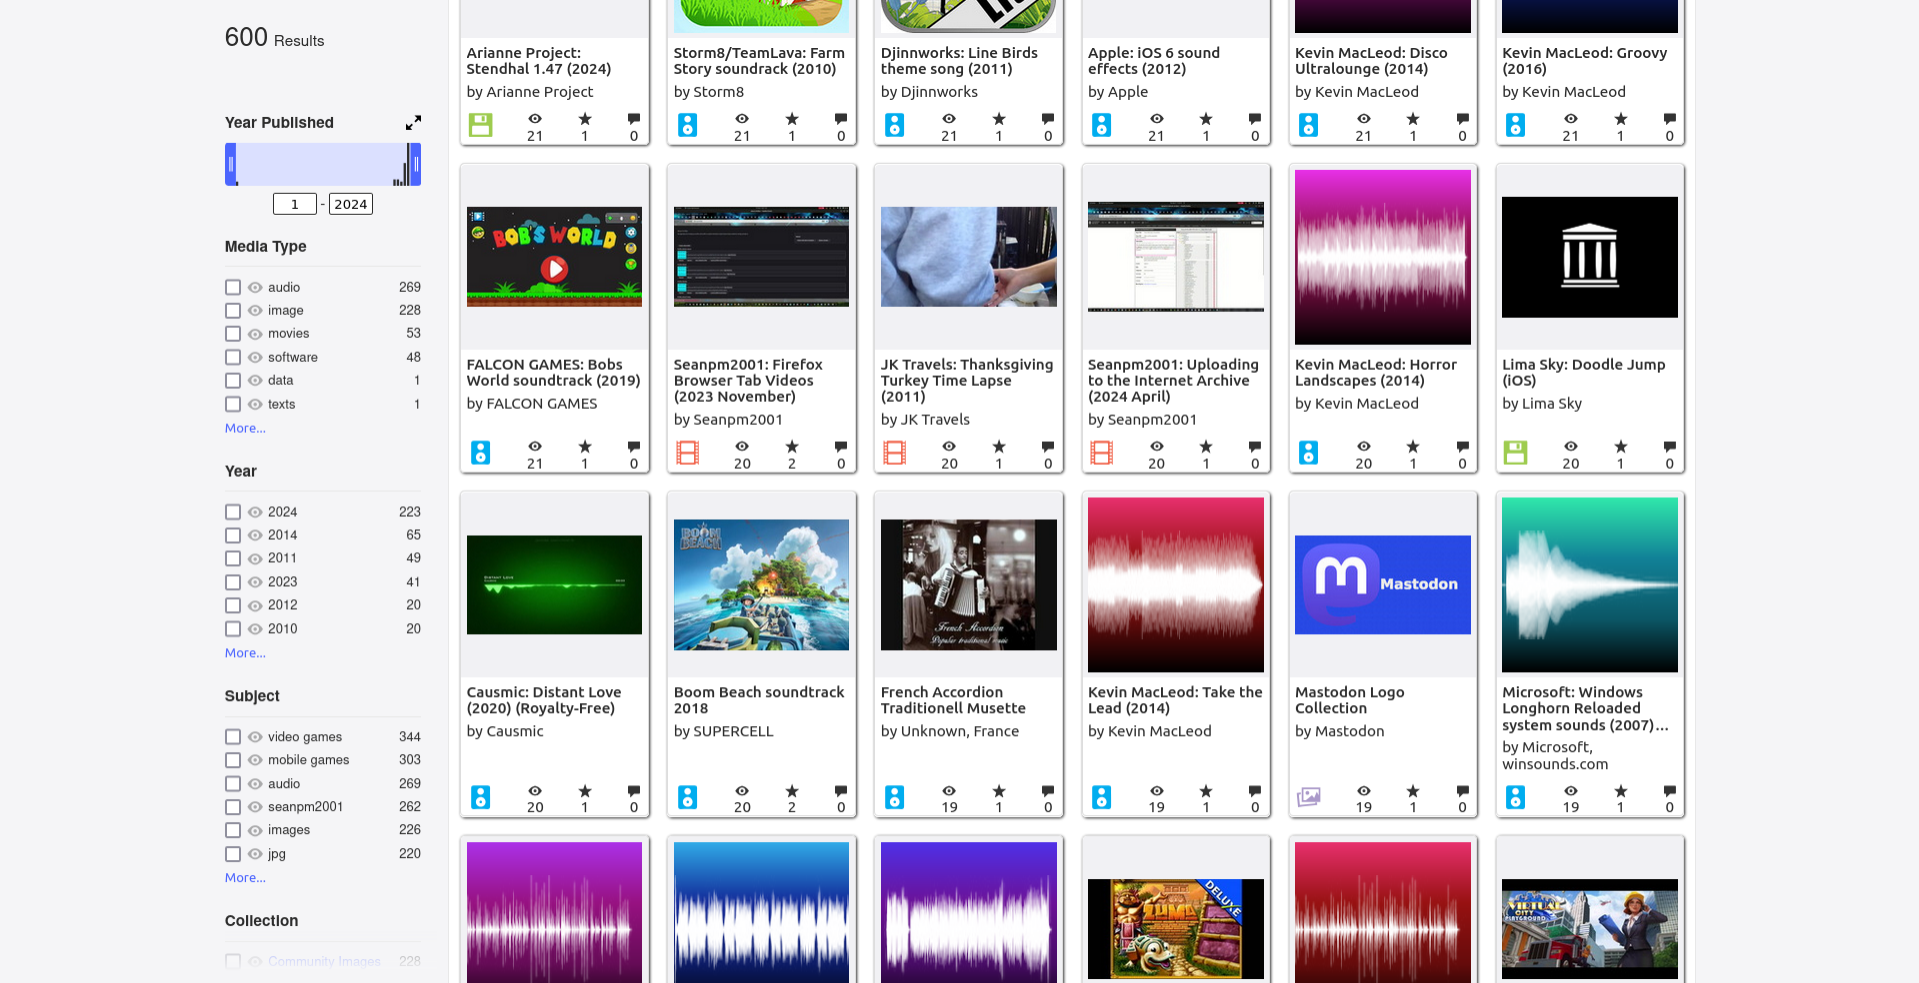 600 Results
Year Published
1 - 2024
Media Type
audio 269
image 228
movies 53
software 48
data 1
texts 1
More...
Year
2024 223
2014 65
2011 49
2023 41
2012 20
2010 20
More...
Subject
video games 344
mobile games 303
audio 269
seanpm2001 262
images 226
jpg 220
More...
Collection
Community Images 228
Arianne Project:
Stendhal 1.47 (2024)
by Arianne Project
21 1 0
Storm8/TeamLava: Farm
Story soundrack (2010)
by Storm8
21 1 0
Djinnworks: Line Birds
theme song (2011)
by Djinnworks
21 1 0
Apple: iOS 6 sound
effects (2012)
by Apple
21 1 0
Kevin MacLeod: Disco
Ultralounge (2014)
by Kevin MacLeod
21 1 0
Kevin MacLeod: Groovy
(2016)
by Kevin MacLeod
21 1 0
BOB'S WORLD
FALCON GAMES: Bobs
World soundtrack (2019)
by FALCON GAMES
21 1 0
Seanpm2001: Firefox
Browser Tab Videos
(2023 November)
by Seanpm2001
20 2 0
JK Travels: Thanksgiving
Turkey Time Lapse
(2011)
by JK Travels
20 1 0
Seanpm2001: Uploading
to the Internet Archive
(2024 April)
by Seanpm2001
20 1 0
Kevin MacLeod: Horror
Landscapes (2014)
by Kevin MacLeod
20 1 0
Lima Sky: Doodle Jump
(iOS)
by Lima Sky
20 1 0
DISTANT LOVE
Causmic: Distant Love
(2020) (Royalty-Free)
by Causmic
20 1 0
BOOM
BEACH
Boom Beach soundtrack
2018
by SUPERCELL
20 2 0
French Accordion
Popular traditional music
French Accordion
Traditionell Musette
by Unknown, France
19 1 0
Kevin MacLeod: Take the
Lead (2014)
by Kevin MacLeod
19 1 0
Mastodon
Mastodon Logo
Collection
by Mastodon
19 1 0
Microsoft: Windows
Longhorn Reloaded
system sounds (2007)...
by Microsoft,
winsounds.com
19 1 0
ZUMA
DELUXE
VIRTUAL
CITY
PLAYGROUND